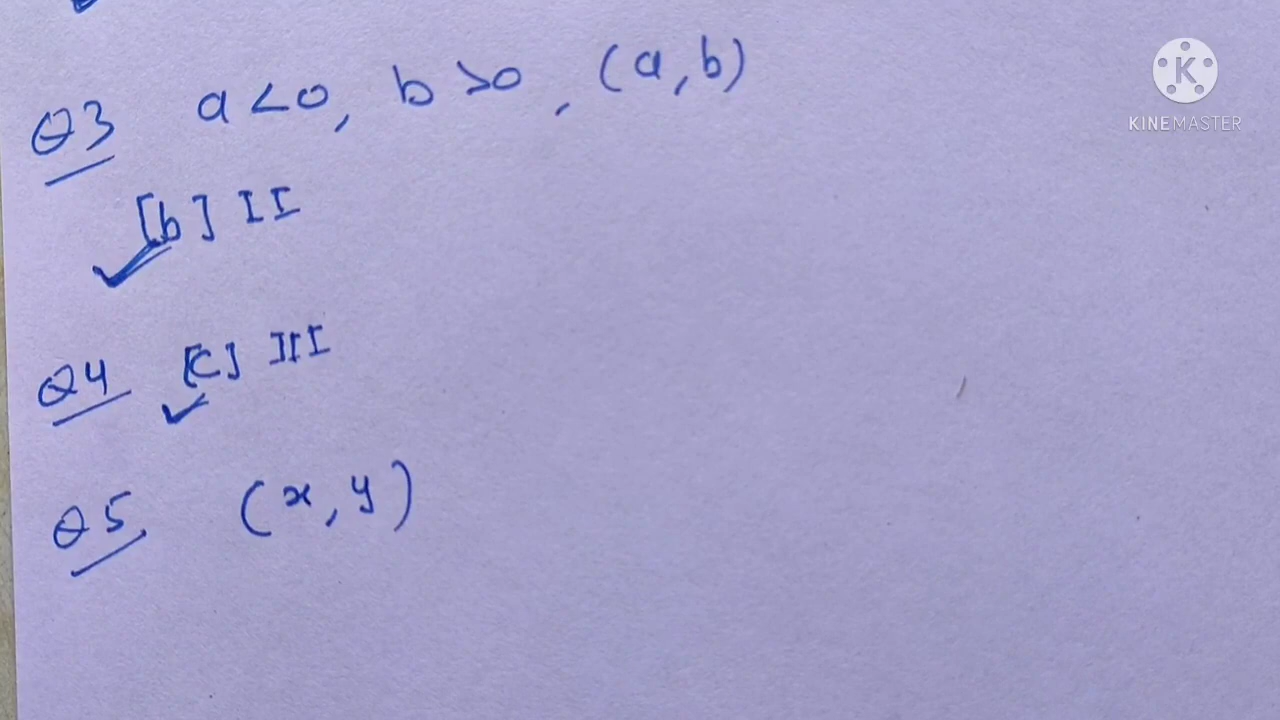 Q3 a<0, b>0, (a,b)
[b] II
Q4 [c] III
Q5 (x,y)
K
KINEMASTER